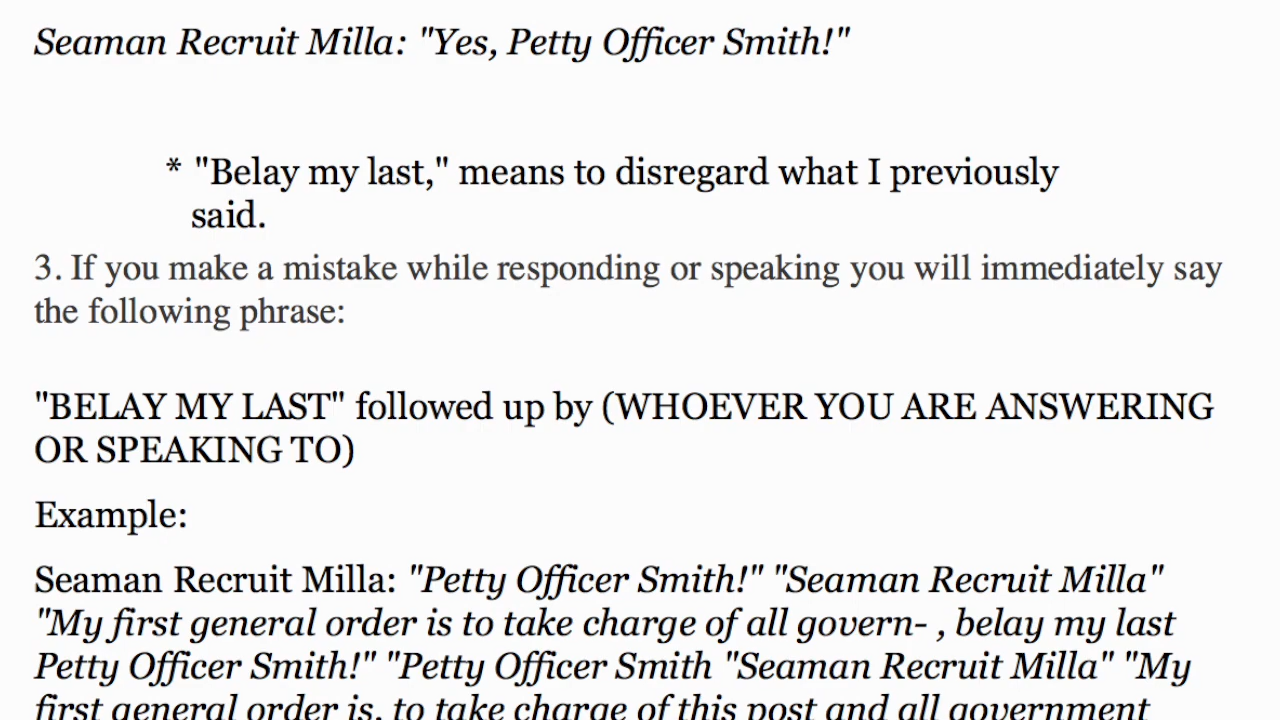 Seaman Recruit Milla: "Yes, Petty Officer Smith!"
* "Belay my last," means to disregard what I previously
said.
3. If you make a mistake while responding or speaking you will immediately say
the following phrase:
"BELAY MY LAST" followed up by (WHOEVER YOU ARE ANSWERING
OR SPEAKING TO)
Example:
Seaman Recruit Milla: "Petty Officer Smith!" "Seaman Recruit Milla"
"My first general order is to take charge of all govern- , belay my last
Petty Officer Smith!" "Petty Officer Smith "Seaman Recruit Milla" "My
first general order is, to take charge of this post and all government